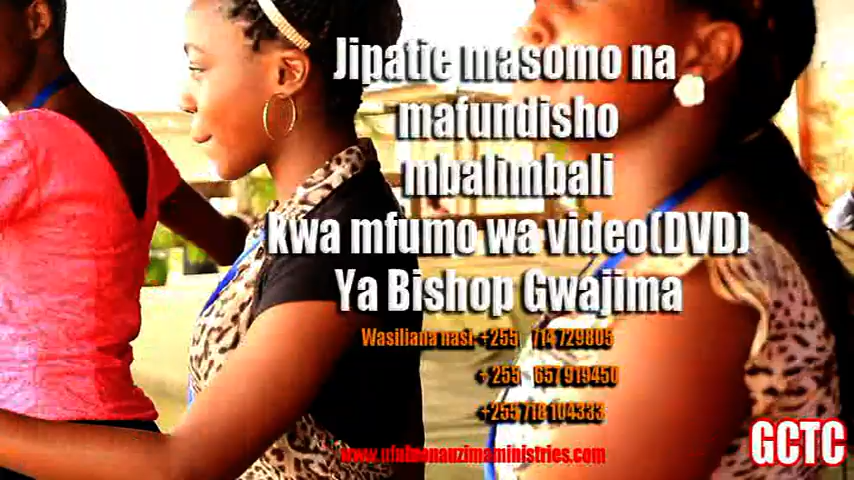 Jipatie masomo na
mafundisho
mbalimbali
kwa mfumo wa video(DVD)
Ya Bishop Gwajima
Wasiliana nasi +255 714 729805
+255 657 919450
+255 718 104333
www.ufufuonauzimaministries.com
GCTC